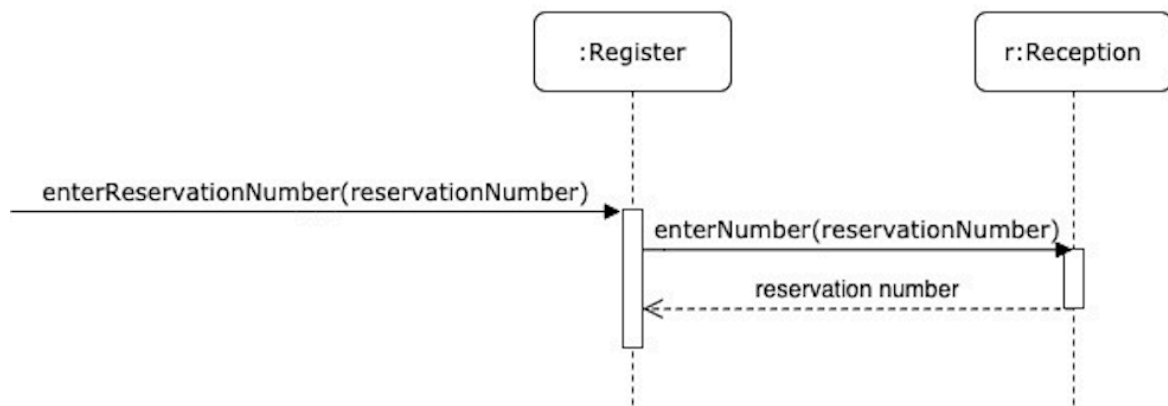 :Register
r:Reception
enterReservationNumber(reservationNumber)
enterNumber(reservationNumber)
reservation number